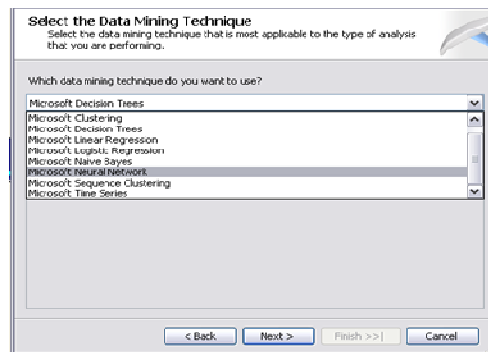 Select the Data Mining Technique
Select the data mining technique that is most applicable to the type of analysis
that you are performing.
Which data mining technique do you want to use?
Microsoft Decision Trees
Microsoft Clustering
Microsoft Decision Trees
Microsoft Linear Regression
Microsoft Logistic Regression
Microsoft Naive Bayes
Microsoft Neural Network
Microsoft Sequence Clustering
Microsoft Time Series
< Back
Next >
Finish >>|
Cancel